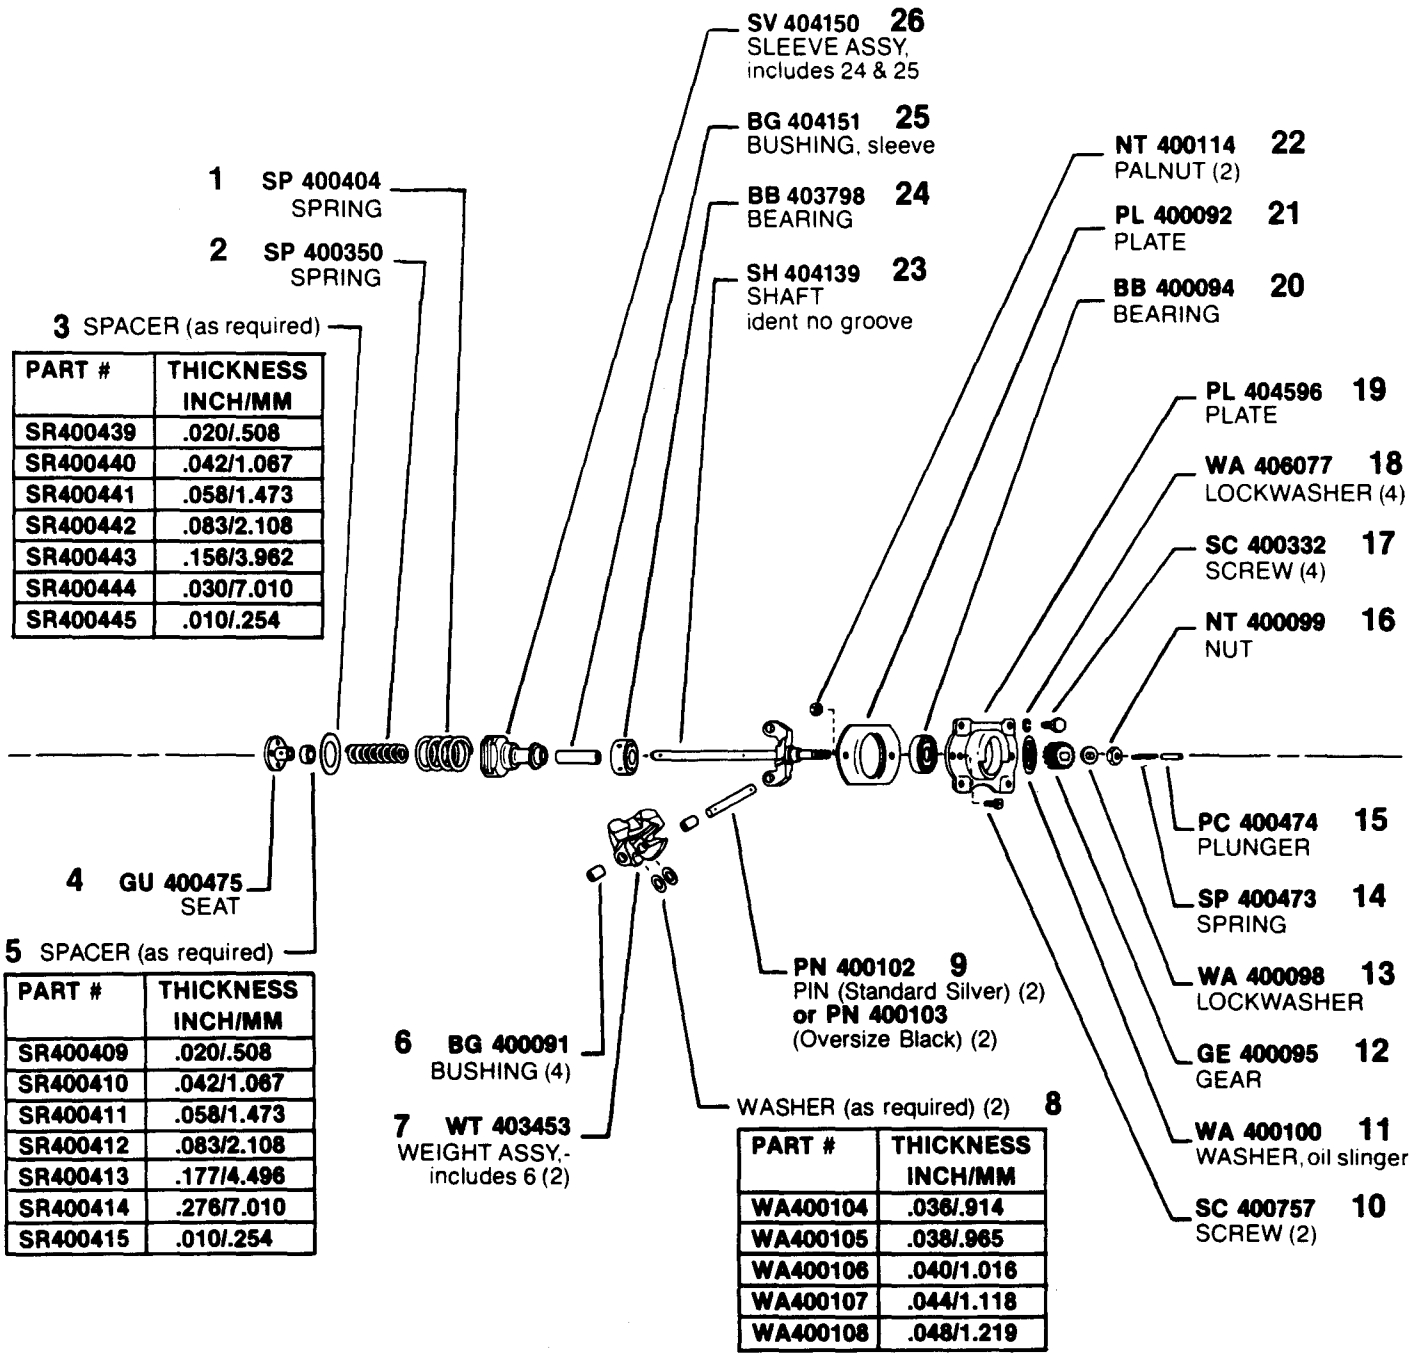 SV 404150 26
SLEEVE ASSY,
includes 24 & 25
BG 404151 25
BUSHING, sleeve
BB 403798 24
BEARING
SH 404139 23
SHAFT
ident no groove
NT 400114 22
PALNUT (2)
PL 400092 21
PLATE
BB 400094 20
BEARING
1 SP 400404
SPRING
2 SP 400350
SPRING
3 SPACER (as required)
PART # THICKNESS
INCH/MM
SR400439 .020/.508
SR400440 .042/1.067
SR400441 .058/1.473
SR400442 .083/2.108
SR400443 .156/3.962
SR400444 .030/7.010
SR400445 .010/.254
PL 404596 19
PLATE
WA 406077 18
LOCKWASHER (4)
SC 400332 17
SCREW (4)
NT 400099 16
NUT
4 GU 400475
SEAT
5 SPACER (as required)
PART # THICKNESS
INCH/MM
SR400409 .020/.508
SR400410 .042/1.067
SR400411 .058/1.473
SR400412 .083/2.108
SR400413 .177/4.496
SR400414 .276/7.010
SR400415 .010/.254
6 BG 400091
BUSHING (4)
7 WT 403453
WEIGHT ASSY,-
includes 6 (2)
PN 400102 9
PIN (Standard Silver) (2)
or PN 400103
(Oversize Black) (2)
WASHER (as required) (2) 8
PART # THICKNESS
INCH/MM
WA400104 .036/.914
WA400105 .038/.965
WA400106 .040/1.016
WA400107 .044/1.118
WA400108 .048/1.219
PC 400474 15
PLUNGER
SP 400473 14
SPRING
WA 400098 13
LOCKWASHER
GE 400095 12
GEAR
WA 400100 11
WASHER, oil slinger
SC 400757 10
SCREW (2)